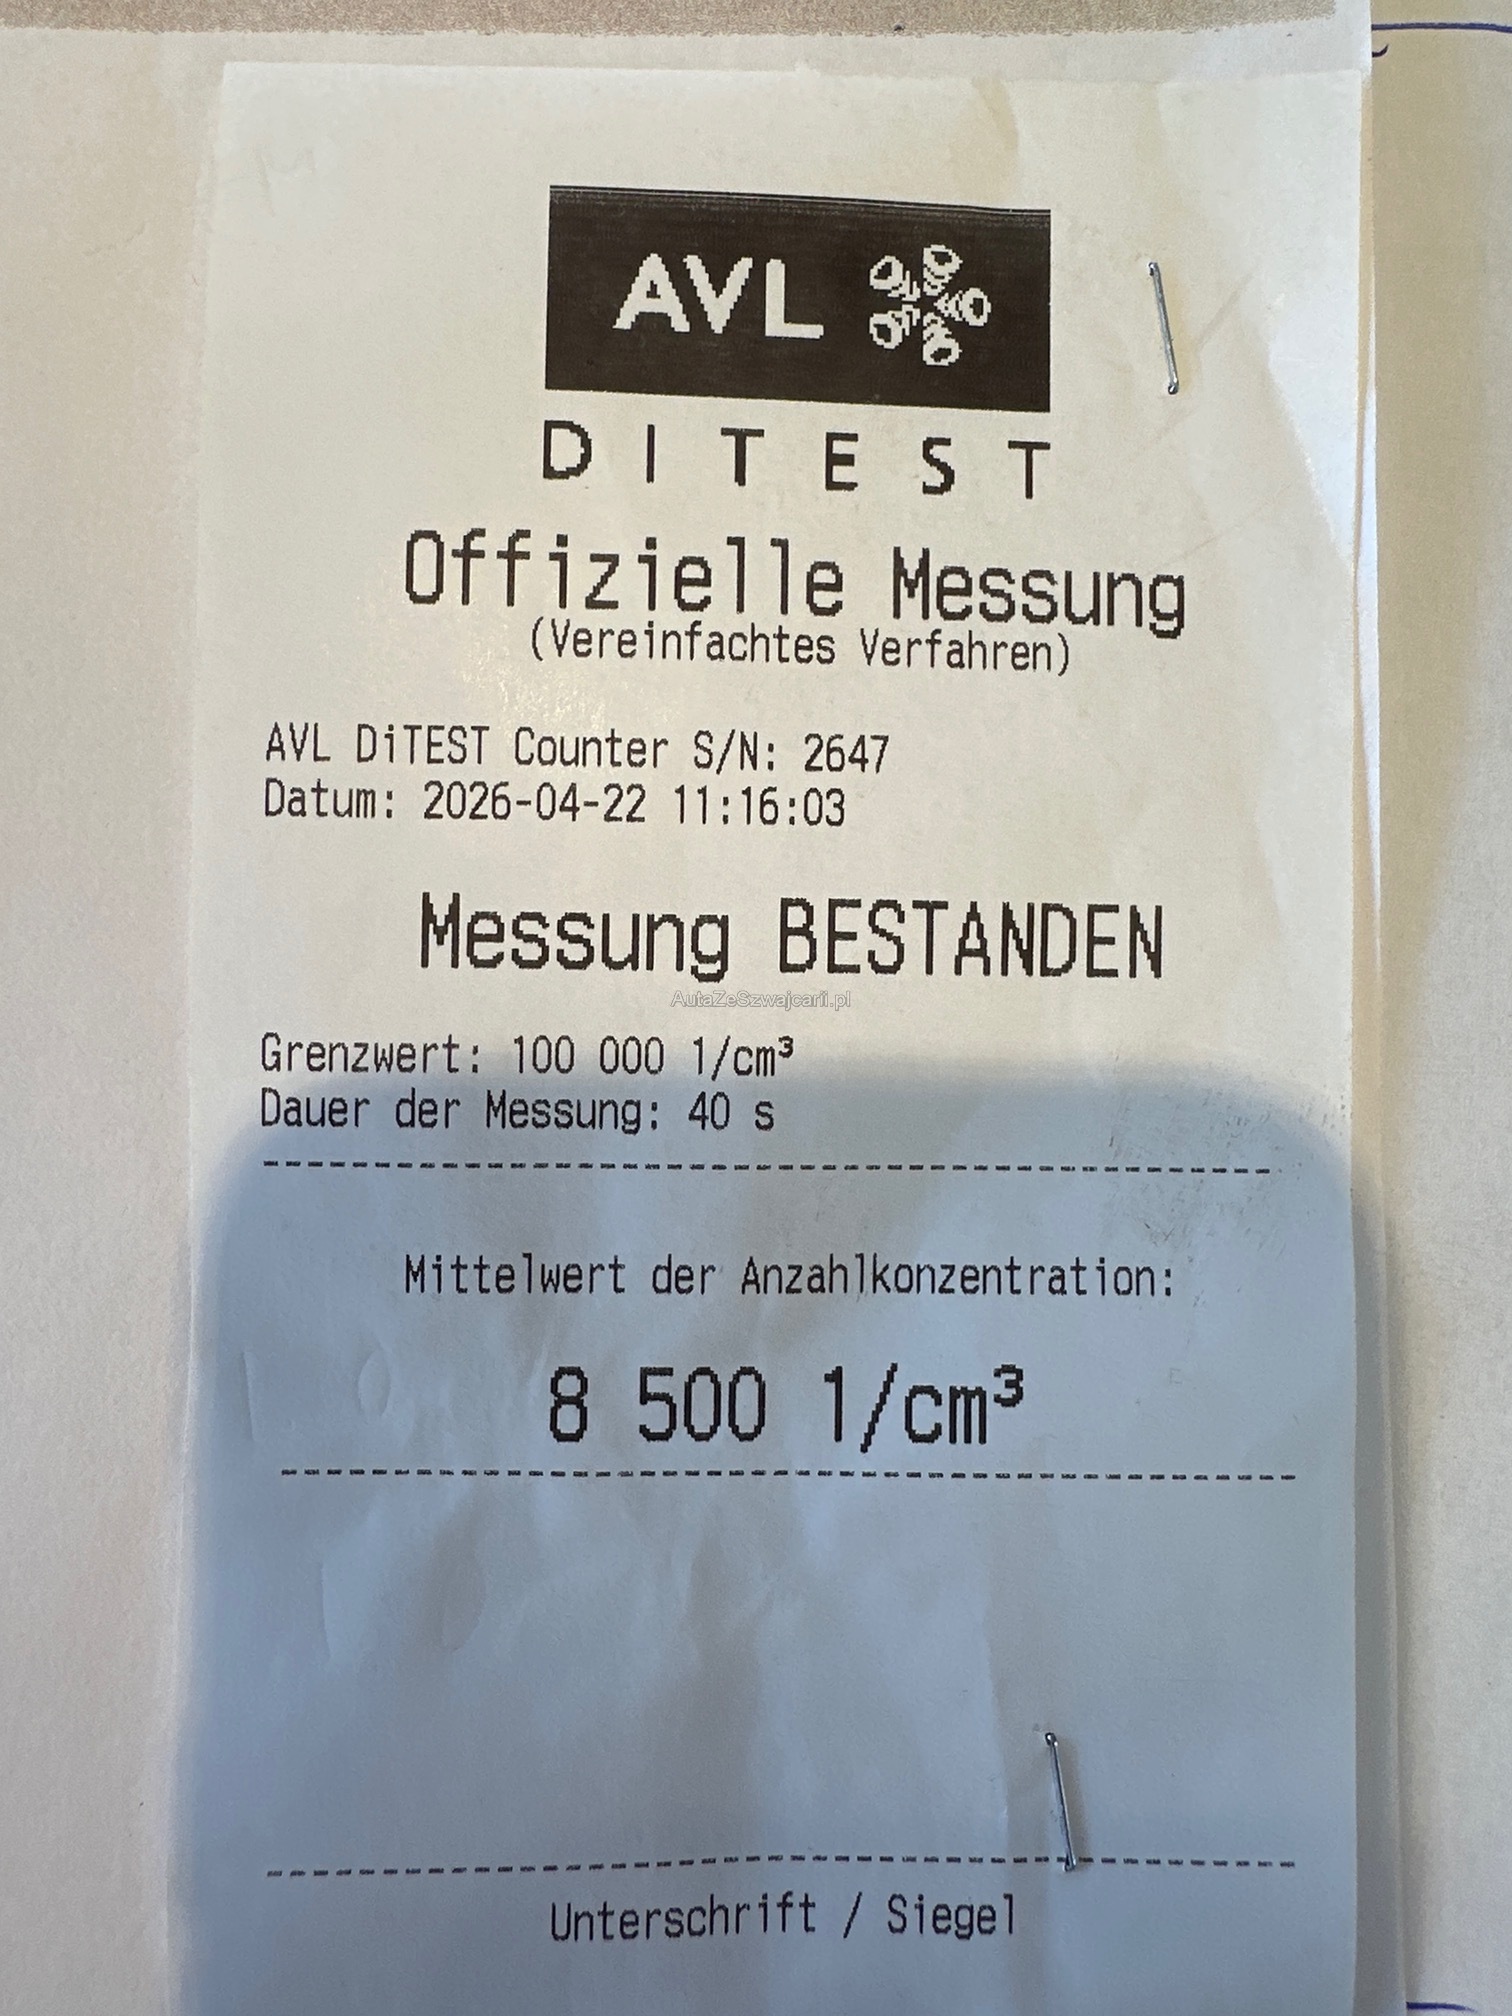 AVL
DITEST
Offizielle Messung
(Vereinfachtes Verfahren)
AVL DiTEST Counter S/N: 2647
Datum: 2026-04-22 11:16:03
Messung BESTANDEN
AutaZeSzwajcarii.pl
Grenzwert: 100 000 1/cm³
Dauer der Messung: 40 s
Mittelwert der Anzahlkonzentration:
8 500 1/cm³
Unterschrift / Siegel